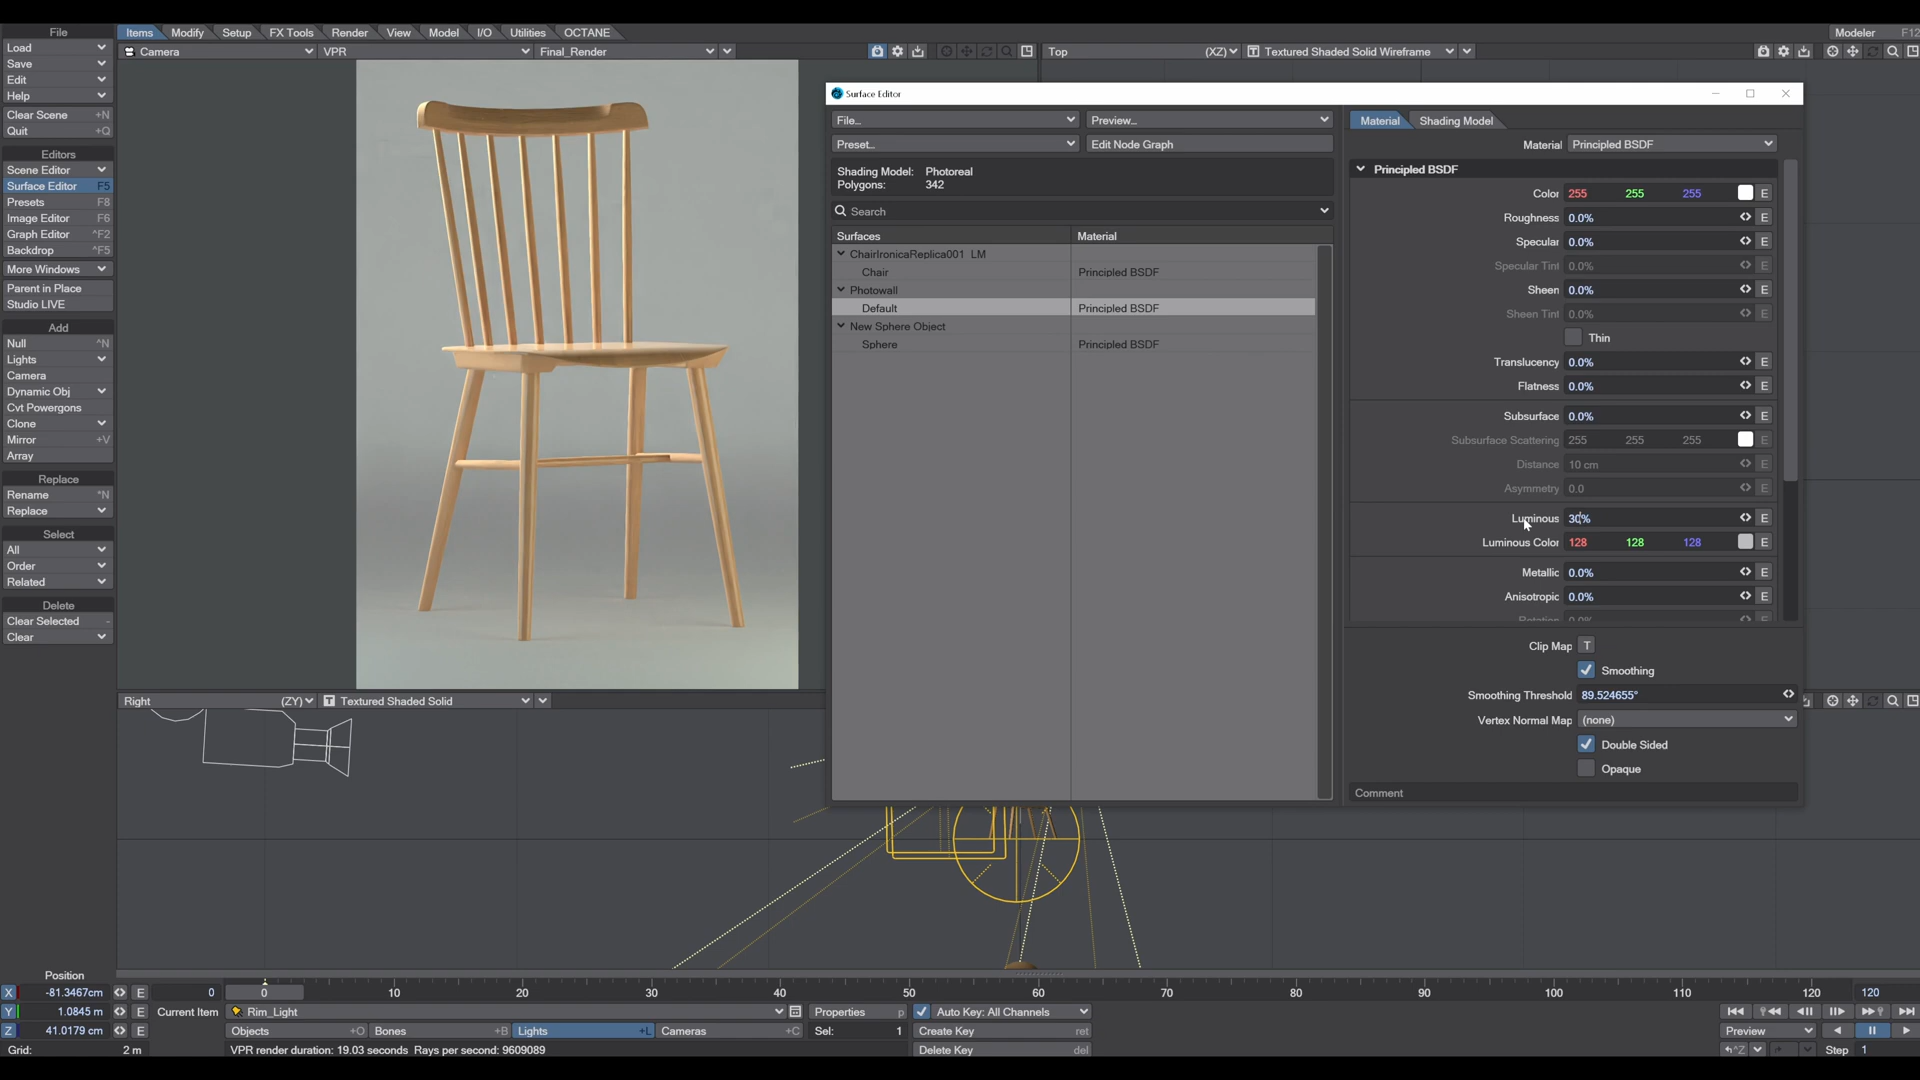 File
Load
Save
Edit
Help
Clear Scene +N
Quit +Q
Editors
Scene Editor
Surface Editor F5
Presets F8
Image Editor F6
Graph Editor ^F2
Backdrop ^F5
More Windows
Parent in Place
Studio LIVE
Add
Null ^N
Lights
Camera
Dynamic Obj
Cvt Powergons
Clone
Mirror +V
Array
Replace
Rename ^N
Replace
Select
All
Order
Related
Delete
Clear Selected -
Clear
Items Modify Setup FX Tools Render View Model I/O Utilities OCTANE
Modeler F12
Camera VPR Final_Render
Top (XZ) Textured Shaded Solid Wireframe
Surface Editor
File...
Preview...
Preset...
Edit Node Graph
Shading Model: Photoreal
Polygons: 342
Search
Surfaces Material
ChairIronicaReplica001_LM
Chair Principled BSDF
Photowall
Default Principled BSDF
New Sphere Object
Sphere Principled BSDF
Material Shading Model
Material Principled BSDF
Principled BSDF
Color 255 255 255 E
Roughness 0.0% E
Specular 0.0% E
Specular Tint 0.0% E
Sheen 0.0% E
Sheen Tint 0.0% E
Thin
Translucency 0.0% E
Flatness 0.0% E
Subsurface 0.0% E
Subsurface Scattering 255 255 255 E
Distance 10 cm E
Asymmetry 0.0 E
Luminous 30% E
Luminous Color 128 128 128 E
Metallic 0.0% E
Anisotropic 0.0% E
Rotation 0.0% E
Clip Map T
Smoothing
Smoothing Threshold 89.524655°
Vertex Normal Map (none)
Double Sided
Opaque
Comment
Right (ZY) Textured Shaded Solid
Position
X -81.3467cm E
Y 1.0845 m E
Z 41.0179 cm E
Grid: 2 m
0 0 10 20 30 40 50 60 70 80 90 100 110 120 120
Current Item Rim_Light Properties p Auto Key: All Channels
Objects +O Bones +B Lights +L Cameras +C Sel: 1 Create Key ret
VPR render duration: 19.03 seconds Rays per second: 9609089 Delete Key del
Preview
^Z Step 1